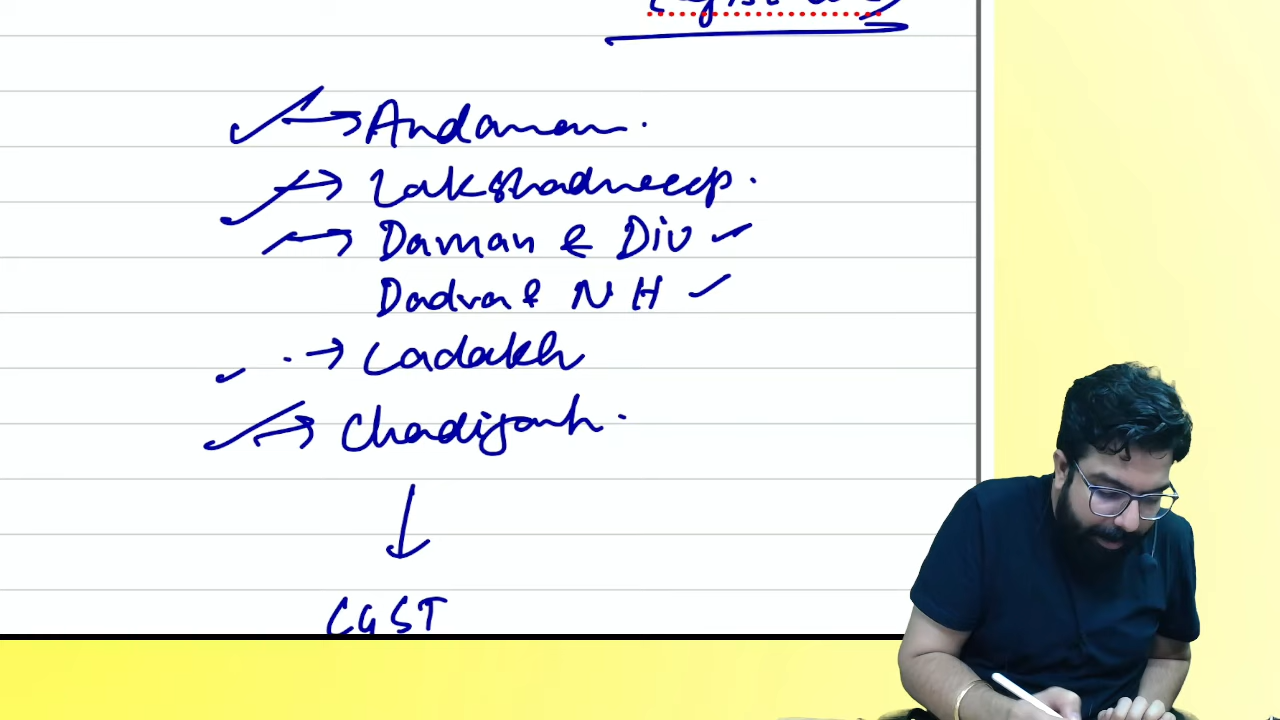 → Andaman.
→ Lakshadweep.
→ Daman & Diu ✓
Dadra & NH ✓
→ Ladakh
→ Chadigarh.
↓
CGST